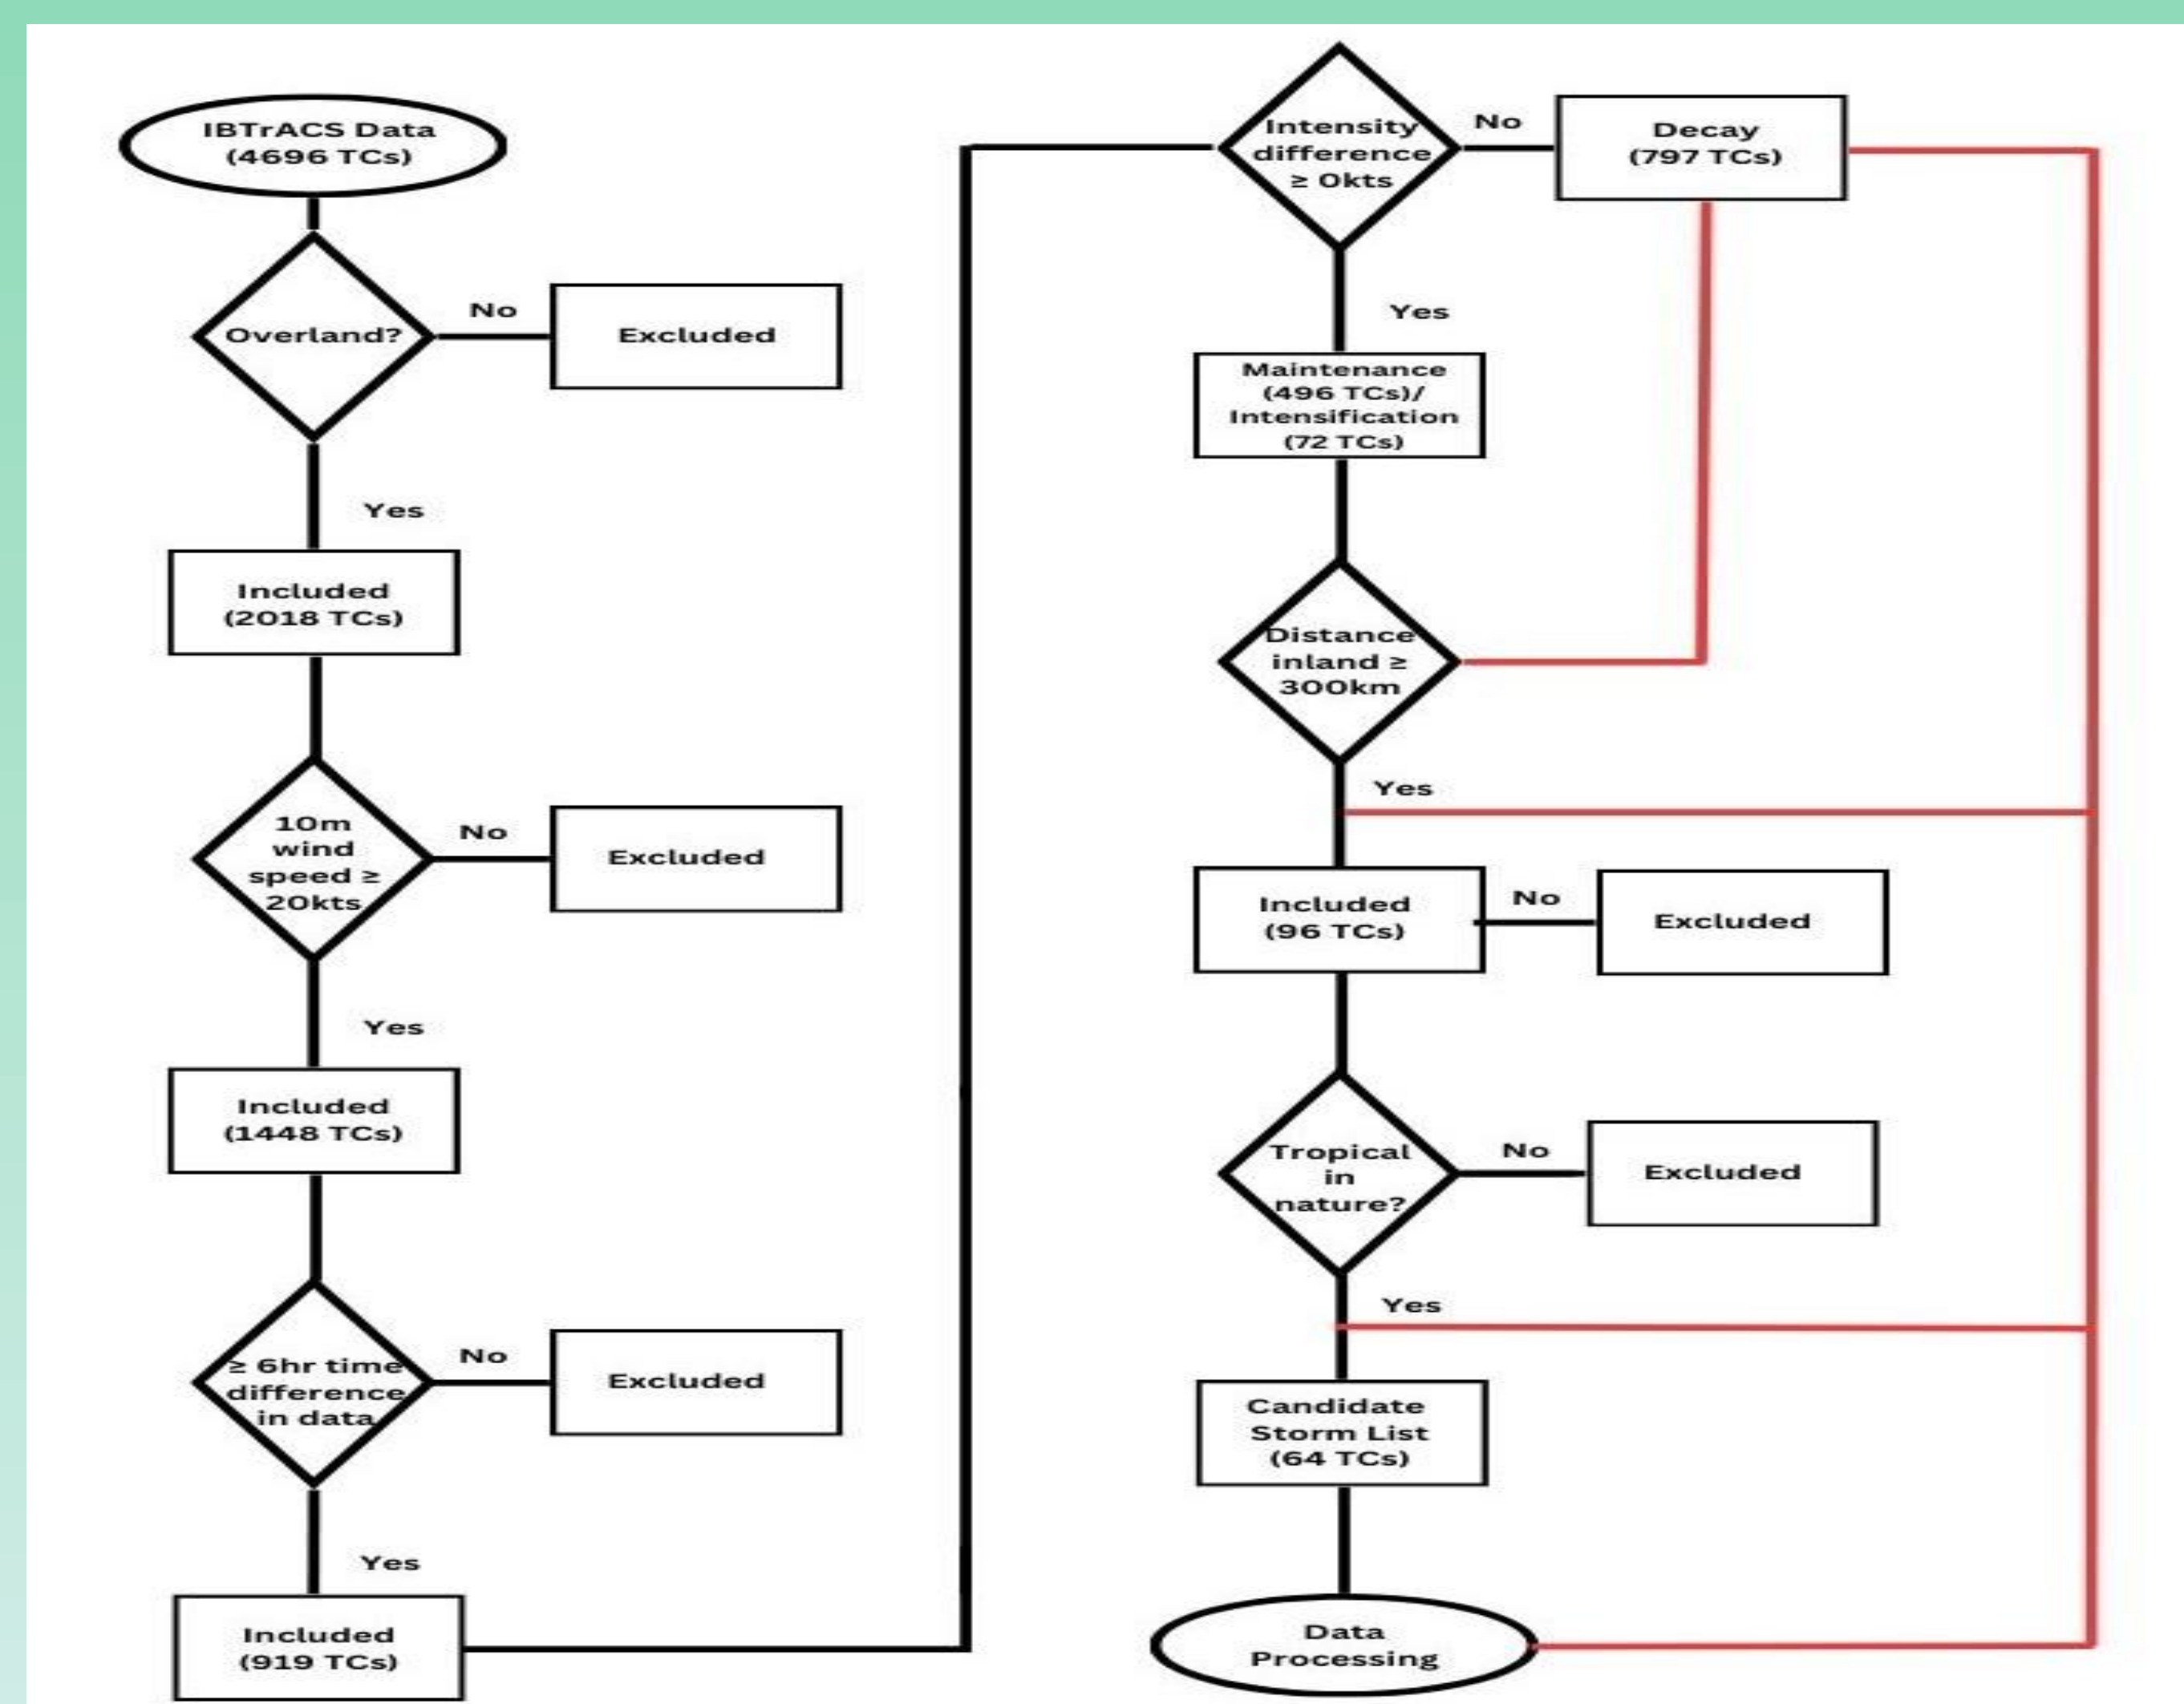 IBTrACS Data
(4696 TCs)
Overland?
No
Excluded
Yes
Included
(2018 TCs)
10m
wind
speed ≥
20kts
No
Excluded
Yes
Included
(1448 TCs)
≥ 6hr time
difference
in data
No
Excluded
Yes
Included
(919 TCs)
Intensity
difference
≥ 0kts
No
Decay
(797 TCs)
Yes
Maintenance
(496 TCs)/
Intensification
(72 TCs)
Distance
inland ≥
300km
Yes
Included
(96 TCs)
No
Excluded
Tropical
in
nature?
No
Excluded
Yes
Candidate
Storm List
(64 TCs)
Data
Processing